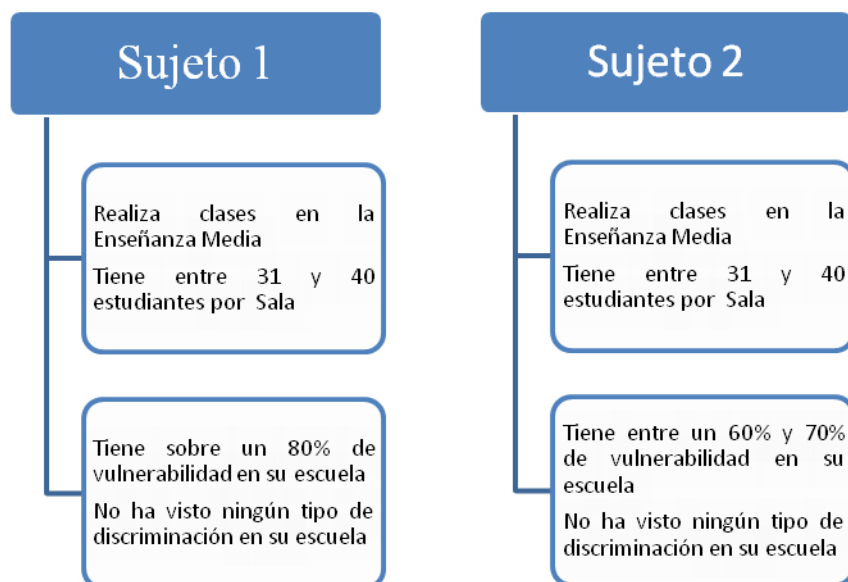 Sujeto 1
Realiza clases en la
Enseñanza Media
Tiene entre 31 y 40
estudiantes por Sala
Tiene sobre un 80% de
vulnerabilidad en su escuela
No ha visto ningún tipo de
discriminación en su escuela
Sujeto 2
Realiza clases en la
Enseñanza Media
Tiene entre 31 y 40
estudiantes por Sala
Tiene entre un 60% y 70%
de vulnerabilidad en su
escuela
No ha visto ningún tipo de
discriminación en su escuela